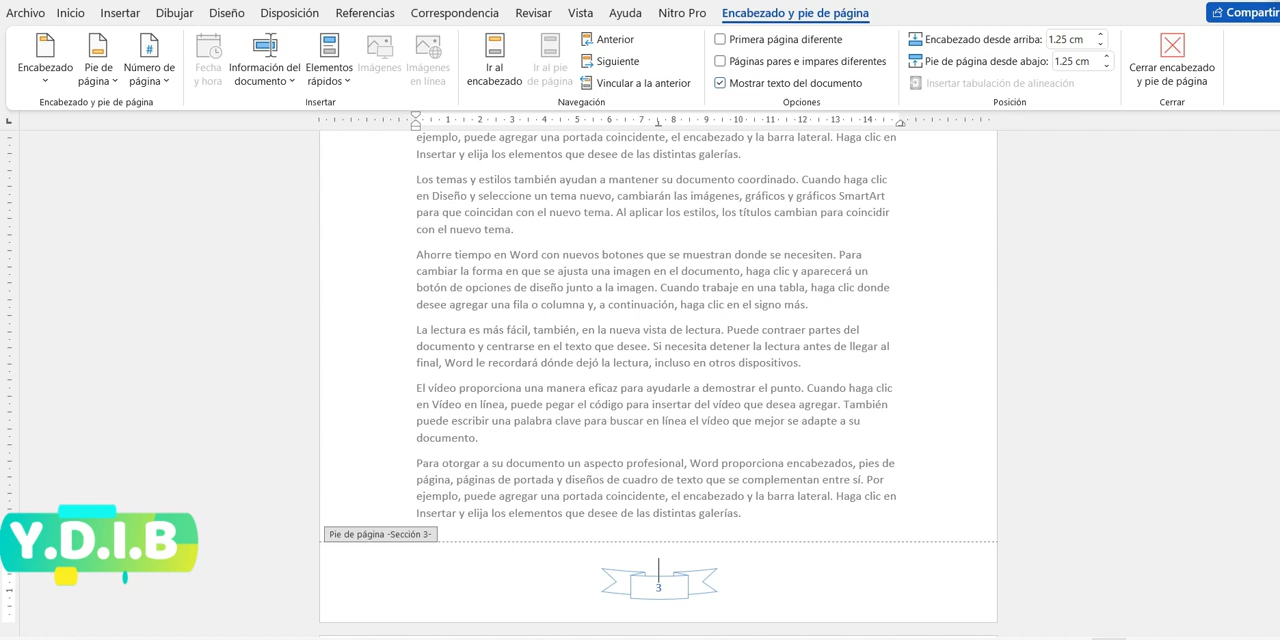 Archivo Inicio Insertar Dibujar Diseño Disposición Referencias Correspondencia Revisar Vista Ayuda Nitro Pro Encabezado y pie de página Compartir
Encabezado
Pie de página
Número de página
Encabezado y pie de página
Fecha y hora
Información del documento
Elementos rápidos
Imágenes
Imágenes en línea
Insertar
Ir al encabezado
Ir al pie de página
Anterior
Siguiente
Vincular a la anterior
Navegación
Primera página diferente
Páginas pares e impares diferentes
Mostrar texto del documento
Opciones
Encabezado desde arriba: 1.25 cm
Pie de página desde abajo: 1.25 cm
Insertar tabulación de alineación
Posición
Cerrar encabezado y pie de página
Cerrar
1 2 3 4 5 6 7 8 9 10 11 12 13 14
ejemplo, puede agregar una portada coincidente, el encabezado y la barra lateral. Haga clic en
Insertar y elija los elementos que desee de las distintas galerías.
Los temas y estilos también ayudan a mantener su documento coordinado. Cuando haga clic
en Diseño y seleccione un tema nuevo, cambiarán las imágenes, gráficos y gráficos SmartArt
para que coincidan con el nuevo tema. Al aplicar los estilos, los títulos cambian para coincidir
con el nuevo tema.
Ahorre tiempo en Word con nuevos botones que se muestran donde se necesiten. Para
cambiar la forma en que se ajusta una imagen en el documento, haga clic y aparecerá un
botón de opciones de diseño junto a la imagen. Cuando trabaje en una tabla, haga clic donde
desee agregar una fila o columna y, a continuación, haga clic en el signo más.
La lectura es más fácil, también, en la nueva vista de lectura. Puede contraer partes del
documento y centrarse en el texto que desee. Si necesita detener la lectura antes de llegar al
final, Word le recordará dónde dejó la lectura, incluso en otros dispositivos.
El vídeo proporciona una manera eficaz para ayudarle a demostrar el punto. Cuando haga clic
en Vídeo en línea, puede pegar el código para insertar del vídeo que desea agregar. También
puede escribir una palabra clave para buscar en línea el vídeo que mejor se adapte a su
documento.
Para otorgar a su documento un aspecto profesional, Word proporciona encabezados, pies de
página, páginas de portada y diseños de cuadro de texto que se complementan entre sí. Por
ejemplo, puede agregar una portada coincidente, el encabezado y la barra lateral. Haga clic en
Insertar y elija los elementos que desee de las distintas galerías.
Pie de página -Sección 3-
Y.D.I.B
3
1